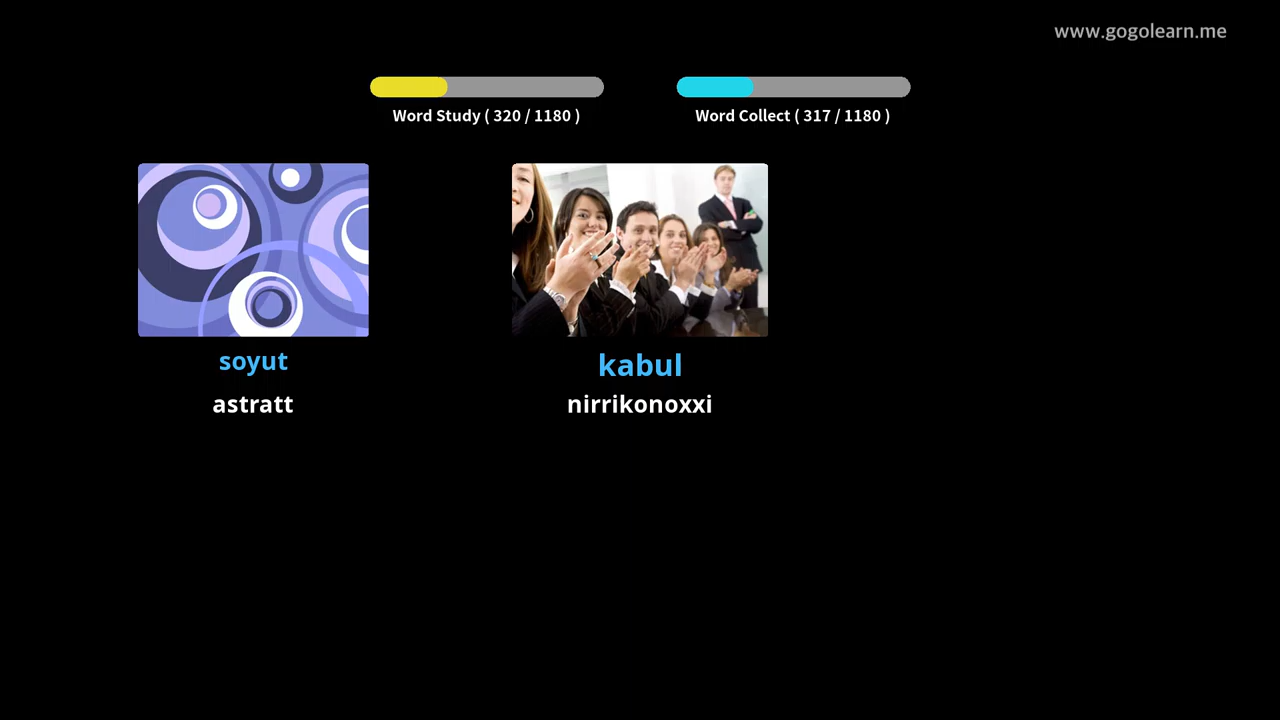 www.gogolearn.me
Word Study ( 320 / 1180 )
Word Collect ( 317 / 1180 )
soyut
kabul
astratt
nirrikonoxxi